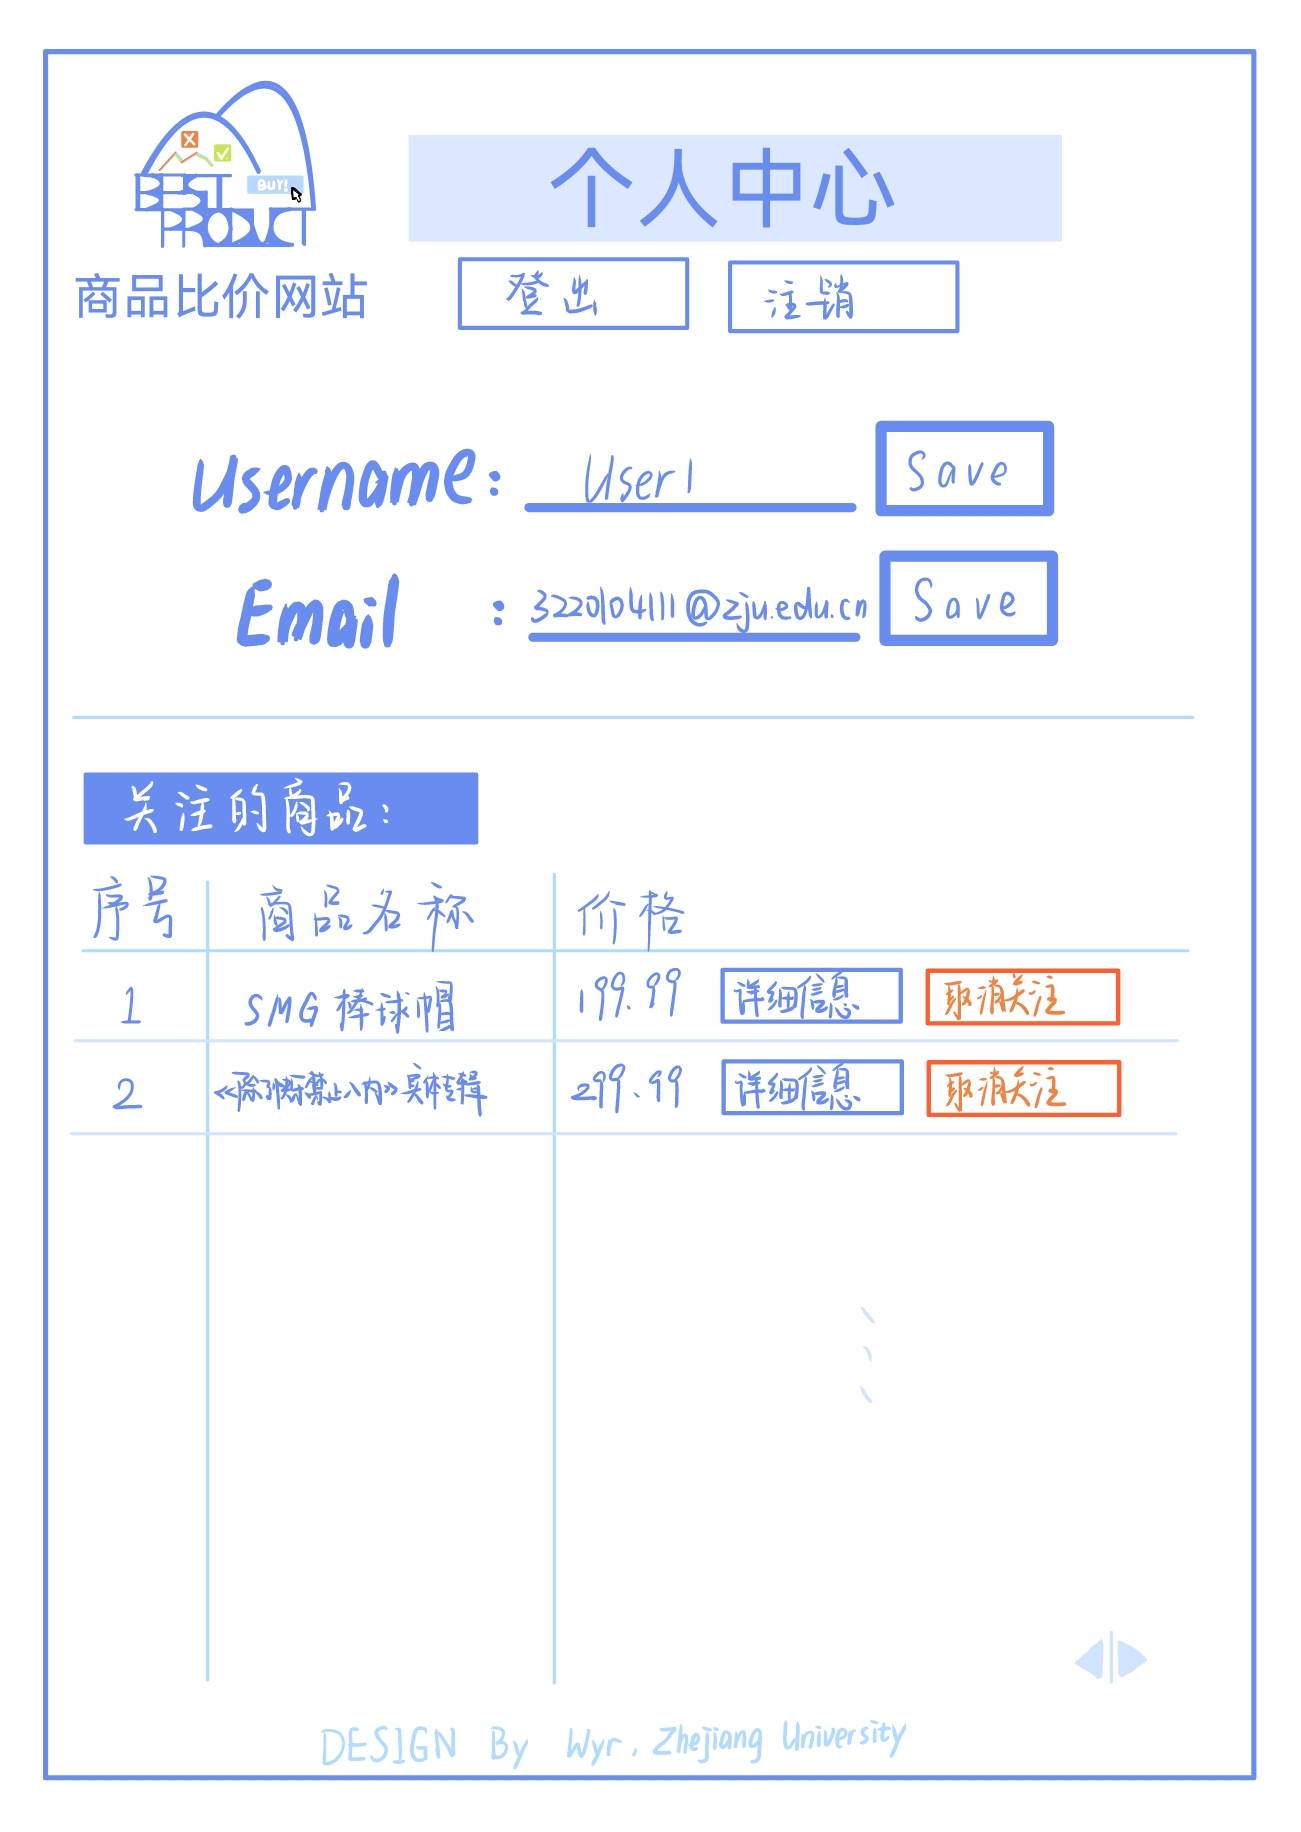 BEST
BUY!
PRODUCT
商品比价网站
个人中心
登出 注销
Username: User1 Save
Email : 3220104111@zju.edu.cn Save
关注的商品:
序号 商品名称 价格
1 SMG棒球帽 199.99 详细信息 取消关注
2 《除了快乐禁止入内》实体专辑 299.99 详细信息 取消关注
DESIGN By Wyr, Zhejiang University